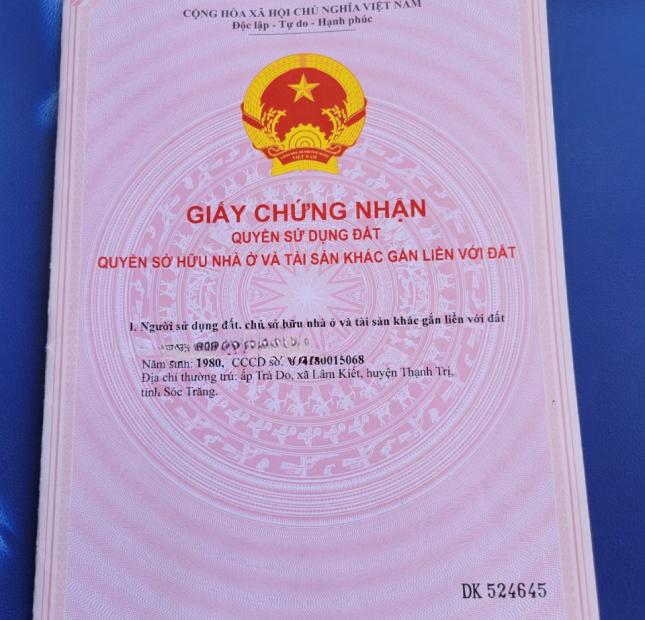 CỘNG HÒA XÃ HỘI CHỦ NGHĨA VIỆT NAM
Độc lập - Tự do - Hạnh phúc
VIỆT NAM
GIẤY CHỨNG NHẬN
QUYỀN SỬ DỤNG ĐẤT
QUYỀN SỞ HỮU NHÀ Ở VÀ TÀI SẢN KHÁC GẮN LIỀN VỚI ĐẤT
I. Người sử dụng đất, chủ sở hữu nhà ở và tài sản khác gắn liền với đất
Năm sinh: 1980, CCCD số:
Địa chỉ thường trú: ấp Trà Do, xã Lâm Kiết, huyện Thạnh Trị,
tỉnh Sóc Trăng.
DK 524645